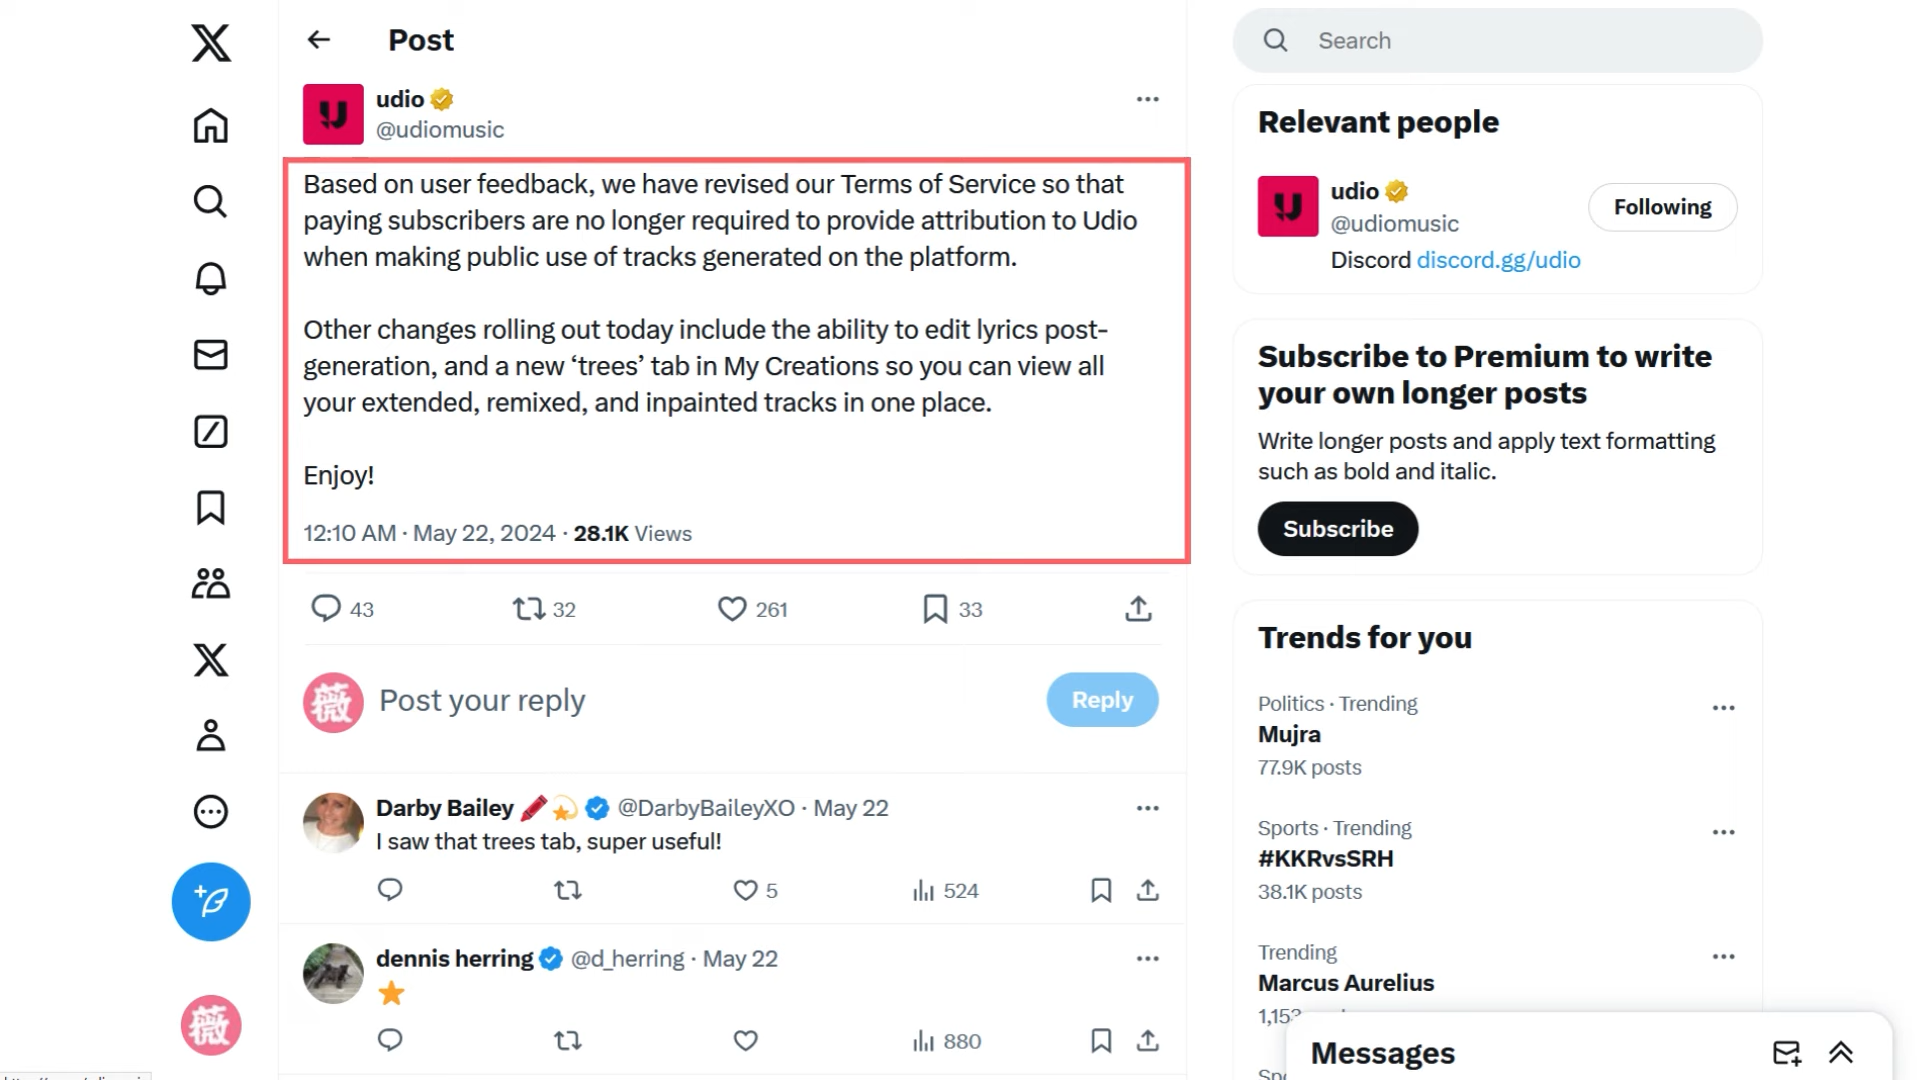 Post
Search
udio
@udiomusic
Based on user feedback, we have revised our Terms of Service so that
paying subscribers are no longer required to provide attribution to Udio
when making public use of tracks generated on the platform.
Other changes rolling out today include the ability to edit lyrics post-
generation, and a new ‘trees’ tab in My Creations so you can view all
your extended, remixed, and inpainted tracks in one place.
Enjoy!
12:10 AM · May 22, 2024 · 28.1K Views
43 32 261 33
薇 Post your reply Reply
Darby Bailey @DarbyBaileyXO · May 22
I saw that trees tab, super useful!
5 524
dennis herring @d_herring · May 22
880
薇
Relevant people
udio
@udiomusic
Following
Discord discord.gg/udio
Subscribe to Premium to write
your own longer posts
Write longer posts and apply text formatting
such as bold and italic.
Subscribe
Trends for you
Politics · Trending
Mujra
77.9K posts
Sports · Trending
#KKRvsSRH
38.1K posts
Trending
Marcus Aurelius
Messages